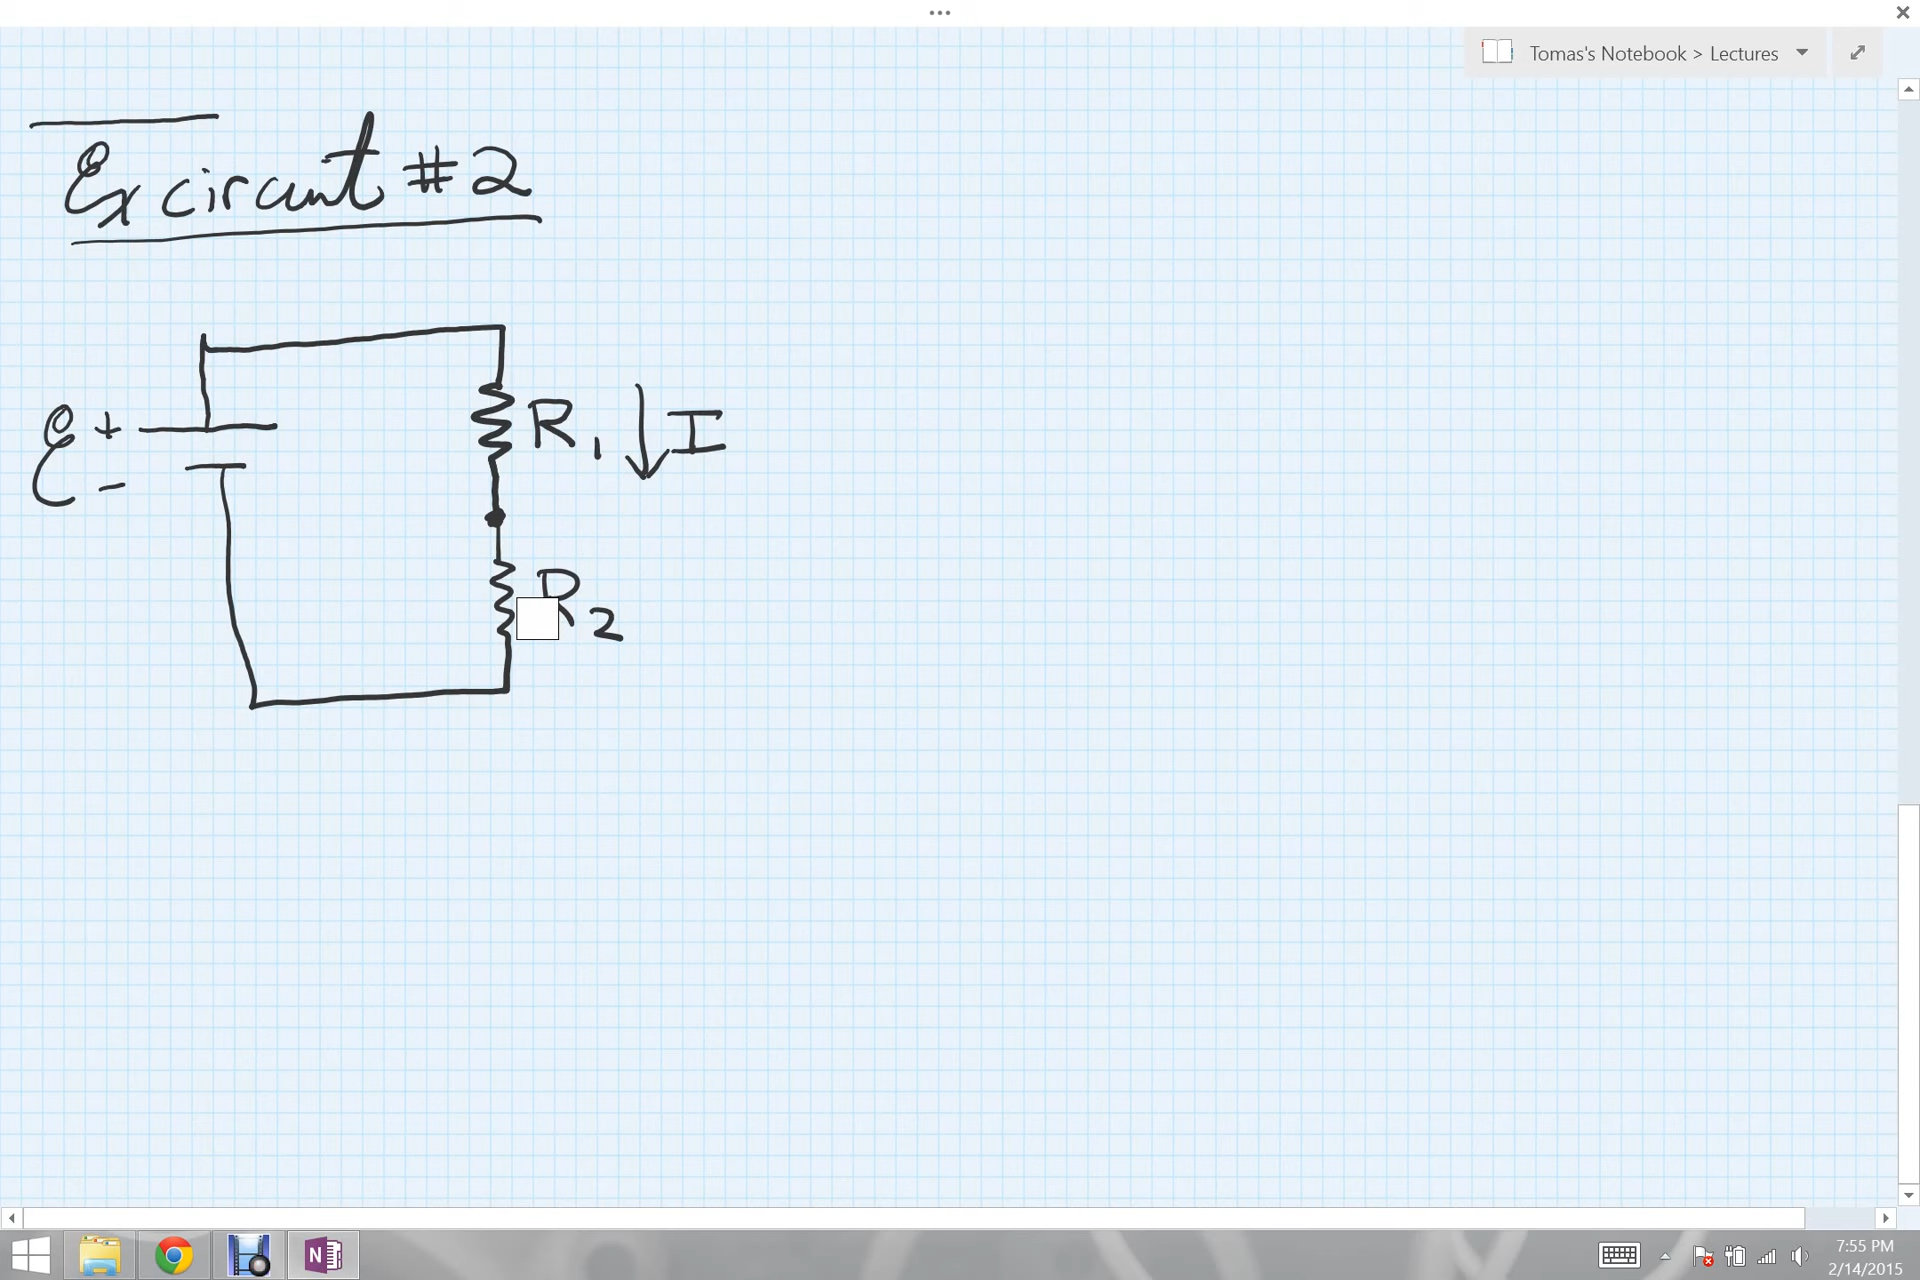 Tomas's Notebook > Lectures
Ex circuit #2
ℰ + -
R1 I
R2
7:55 PM
2/14/2015